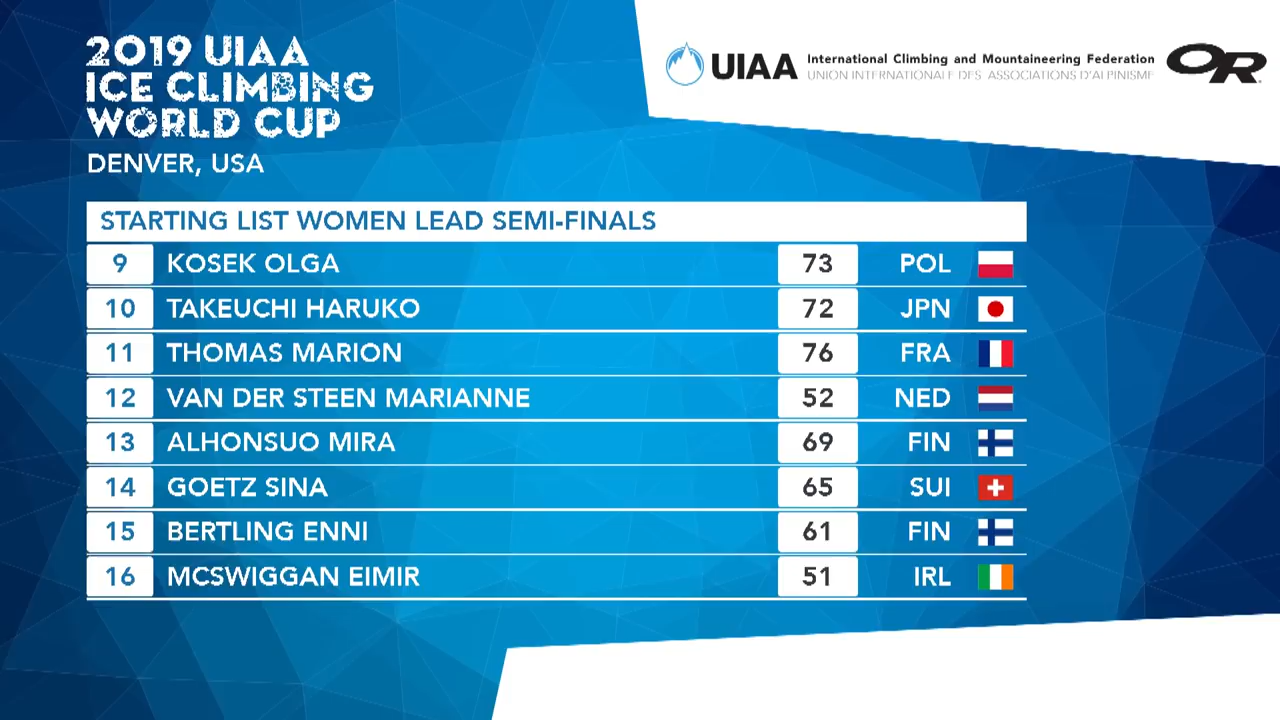 2019 UIAA
ICE CLIMBING
WORLD CUP
DENVER, USA
UIAA International Climbing and Mountaineering Federation
UNION INTERNATIONALE DES ASSOCIATIONS D'ALPINISME
OR
STARTING LIST WOMEN LEAD SEMI-FINALS
9 KOSEK OLGA 73 POL
10 TAKEUCHI HARUKO 72 JPN
11 THOMAS MARION 76 FRA
12 VAN DER STEEN MARIANNE 52 NED
13 ALHONSUO MIRA 69 FIN
14 GOETZ SINA 65 SUI
15 BERTLING ENNI 61 FIN
16 MCSWIGGAN EIMIR 51 IRL